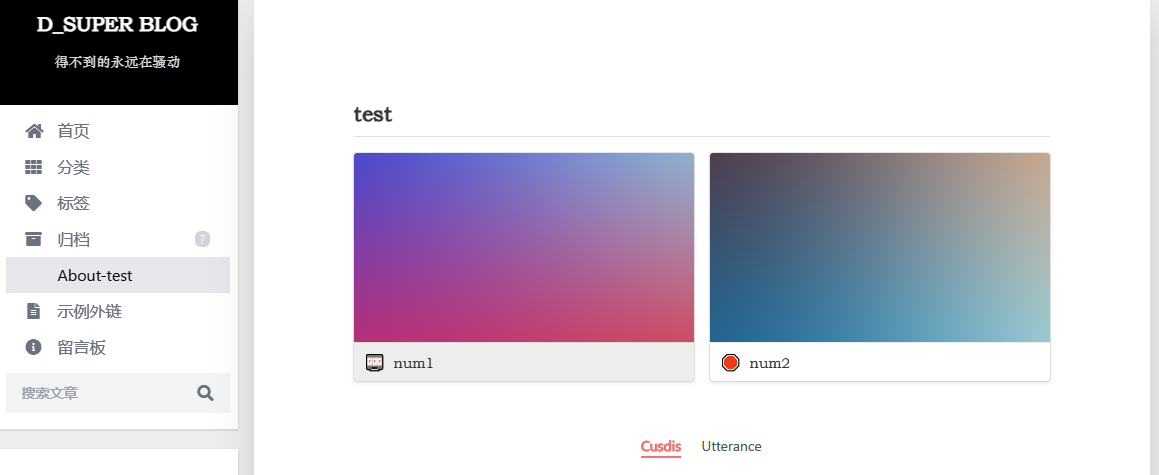 D_SUPER BLOG
得不到的永远在骚动
首页
分类
标签
归档 7
About-test
示例外链
留言板
搜索文章
test
num1
num2
Cusdis Utterance